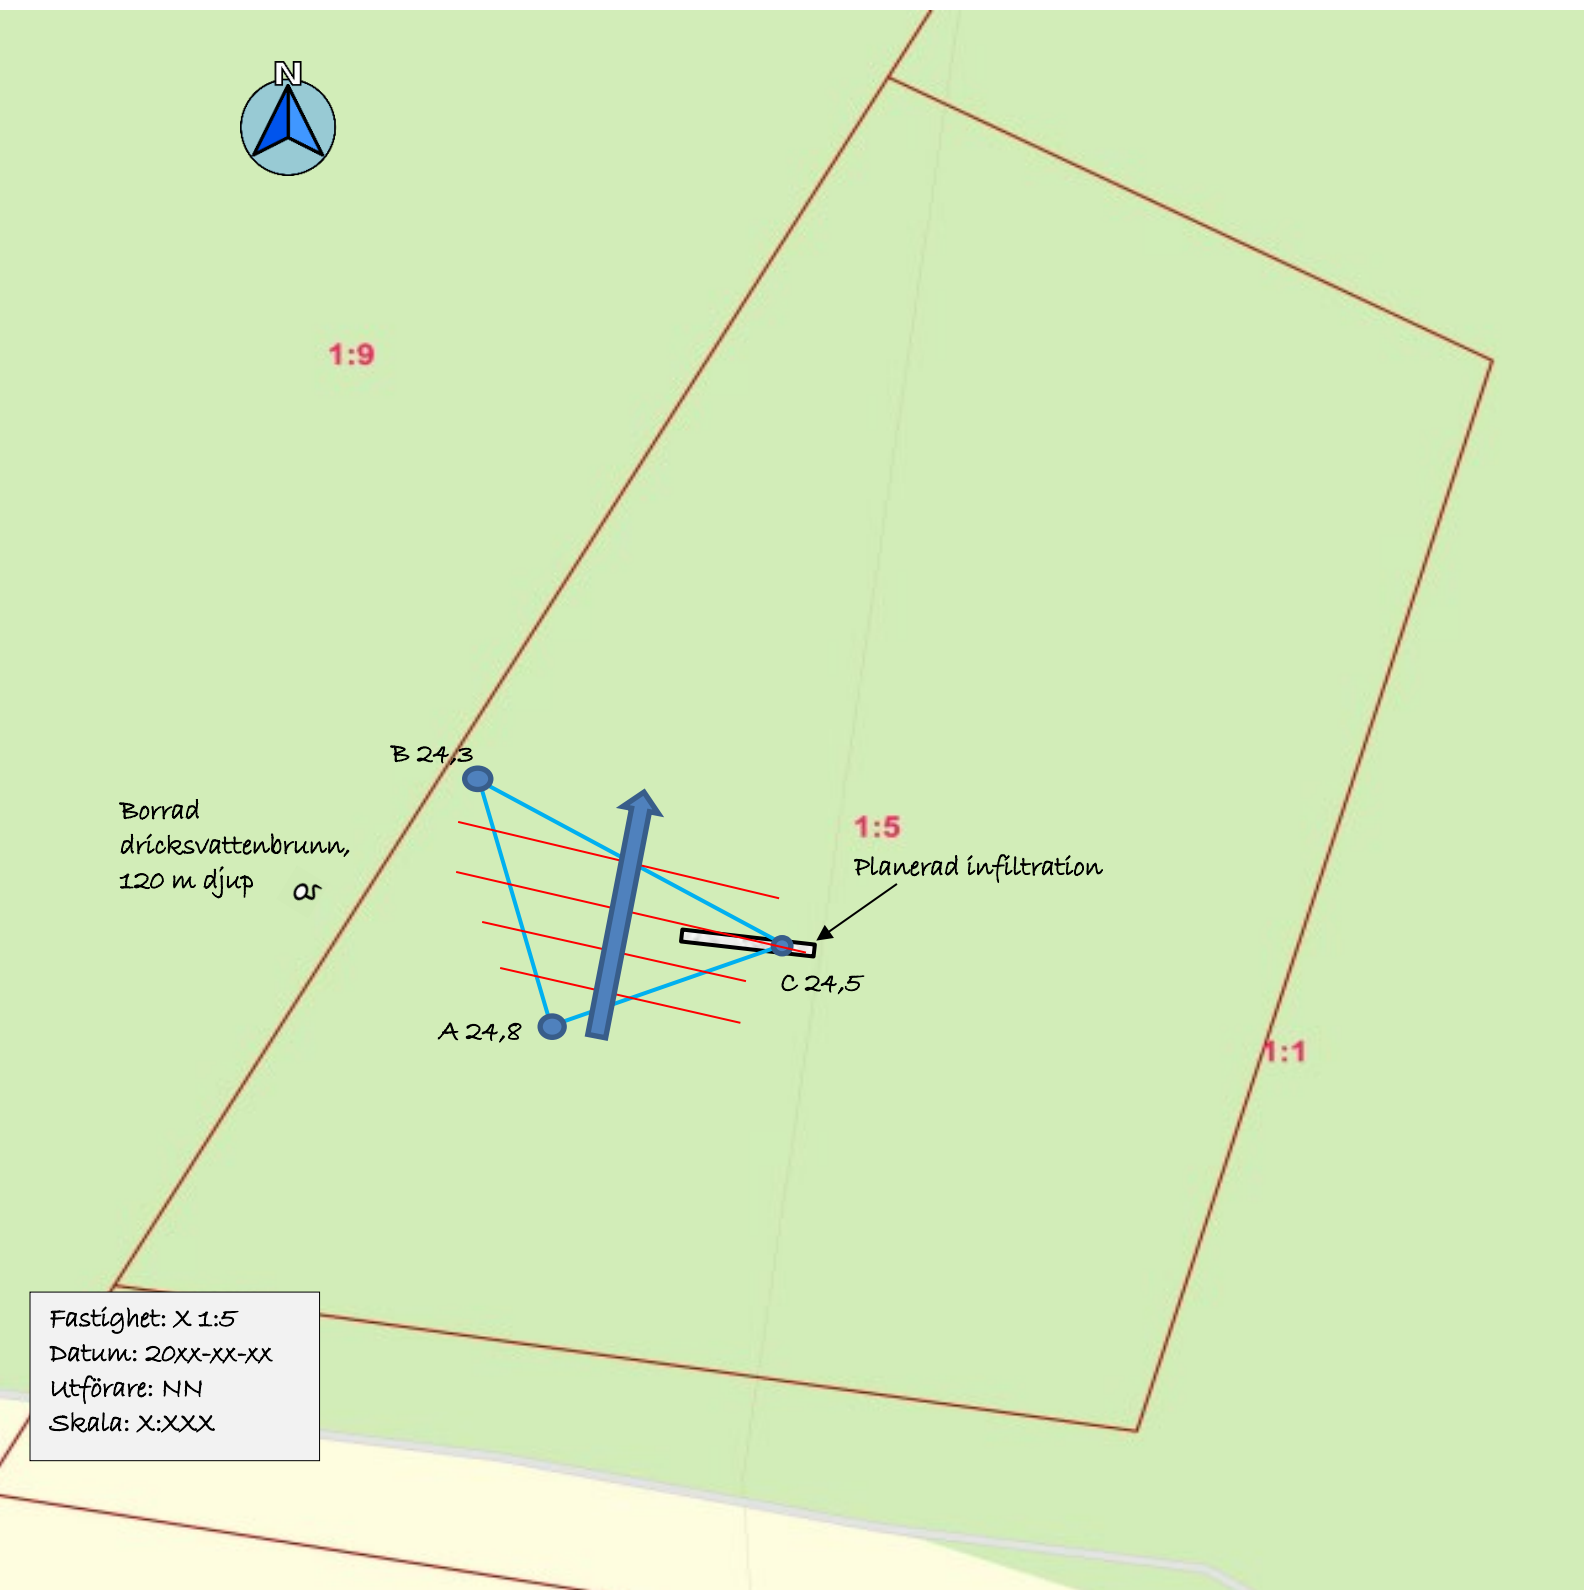 N
1:9
B 24,3
Borrad
dricksvattenbrunn,
120 m djup
1:5
Planerad infiltration
C 24,5
A 24,8
1:1
Fastighet: X 1:5
Datum: 20xx-xx-xx
Utförare: NN
Skala: X:XXX